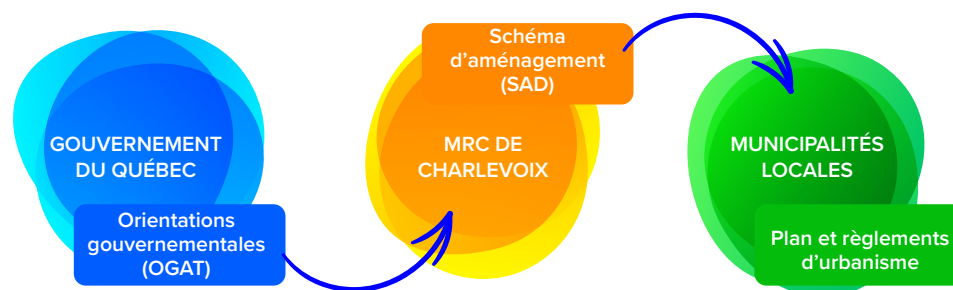 GOUVERNEMENT
DU QUÉBEC
Orientations
gouvernementales
(OGAT)
Schéma
d’aménagement
(SAD)
MRC DE
CHARLEVOIX
MUNICIPALITÉS
LOCALES
Plan et règlements
d’urbanisme